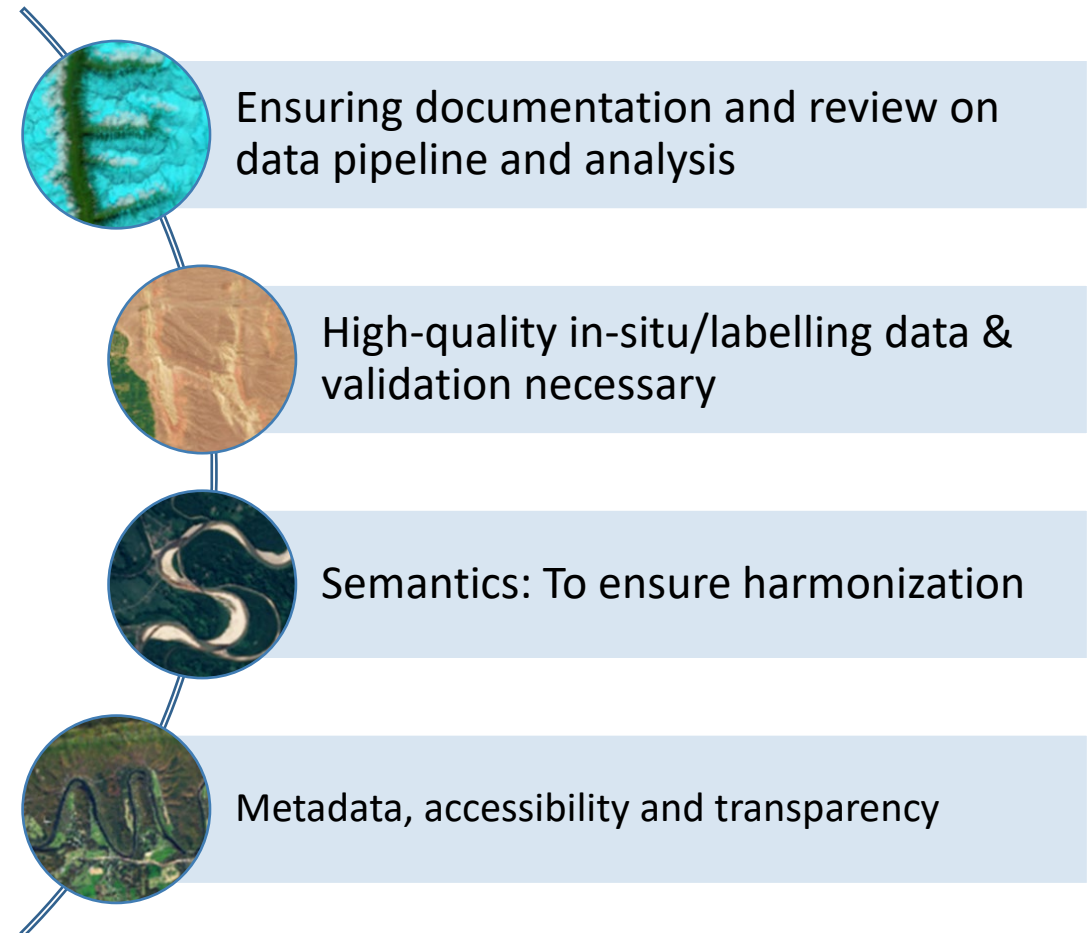 Ensuring documentation and review on
data pipeline and analysis
High-quality in-situ/labelling data &
validation necessary
Semantics: To ensure harmonization
Metadata, accessibility and transparency